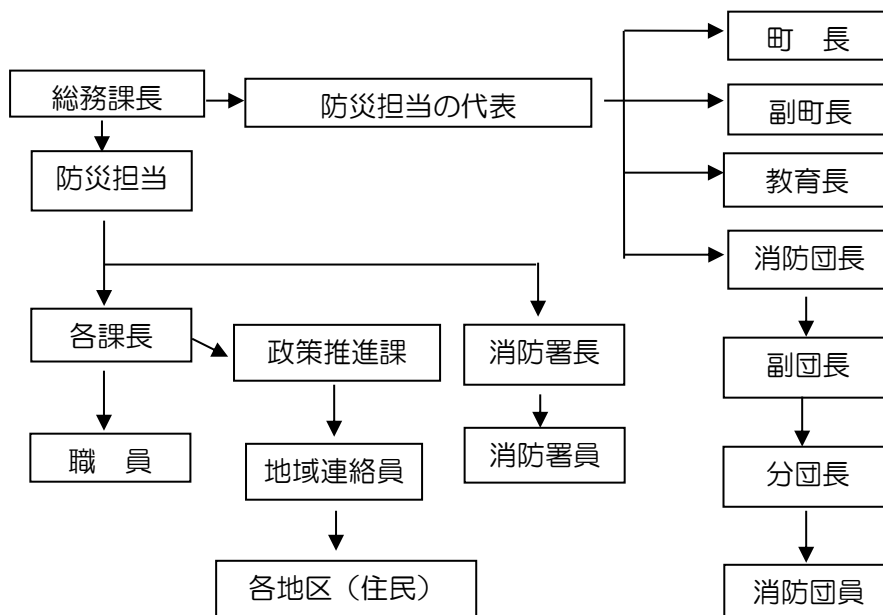 町　長
総務課長
防災担当の代表
副町長
防災担当
教育長
消防団長
各課長
政策推進課
消防署長
副団長
職　員
地域連絡員
消防署員
分団長
各地区（住民）
消防団員